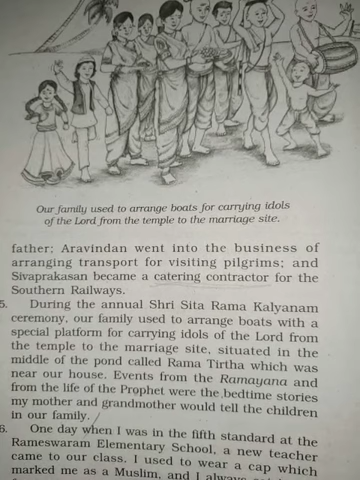 Our family used to arrange boats for carrying idols
of the Lord from the temple to the marriage site.
father; Aravindan went into the business of
arranging transport for visiting pilgrims; and
Sivaprakasan became a catering contractor for the
Southern Railways.
5. During the annual Shri Sita Rama Kalyanam
ceremony, our family used to arrange boats with a
special platform for carrying idols of the Lord from
the temple to the marriage site, situated in the
middle of the pond called Rama Tirtha which was
near our house. Events from the Ramayana and
from the life of the Prophet were the bedtime stories
my mother and grandmother would tell the children
in our family.
6. One day when I was in the fifth standard at the
Rameswaram Elementary School, a new teacher
came to our class. I used to wear a cap which
marked me as a Muslim, and I always